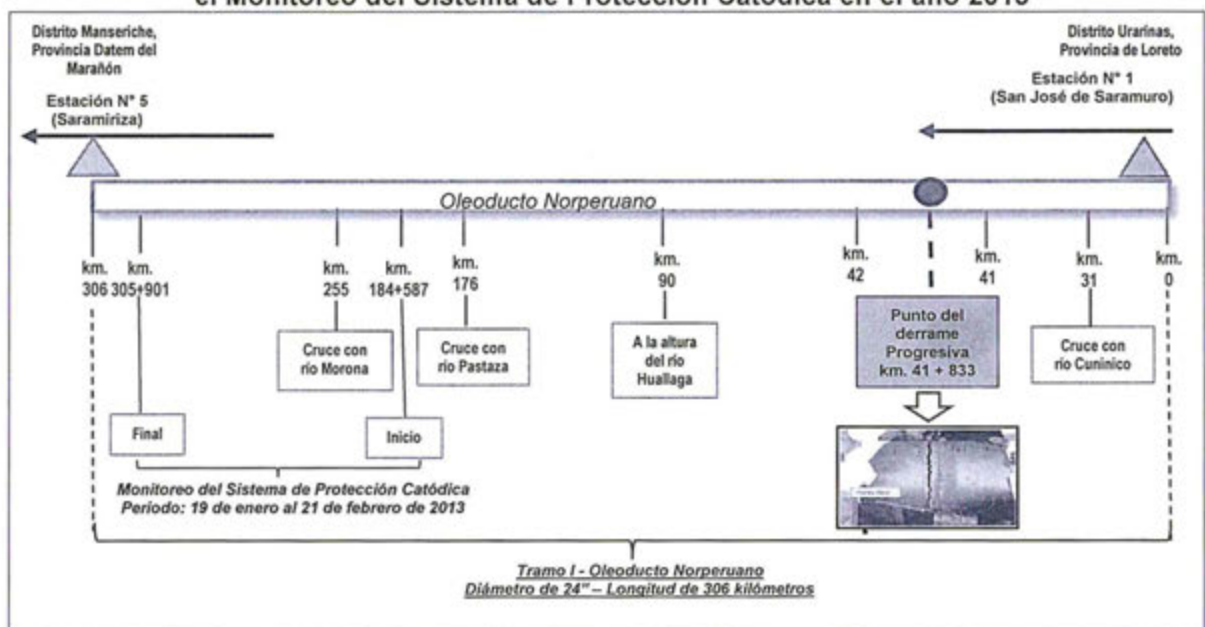 el Monitoreo del Sistema de Protección Catódica en el año 2013
Distrito Manseriche,
Provincia Datem del
Marañón
Estación N° 5
(Saramiriza)
Distrito Urarinas,
Provincia de Loreto
Estación N° 1
(San José de Saramuro)
Oleoducto Norperuano
km.
306
km.
305+901
km.
255
km.
184+587
km.
176
km.
90
km.
42
km.
41
km.
31
km.
0
Cruce con
río Morona
Cruce con
río Pastaza
A la altura
del río
Huallaga
Punto del
derrame
Progresiva
km. 41 + 833
Cruce con
río Cuninico
Final
Inicio
Monitoreo del Sistema de Protección Catódica
Periodo: 19 de enero al 21 de febrero de 2013
Tramo I - Oleoducto Norperuano
Diámetro de 24" – Longitud de 306 kilómetros